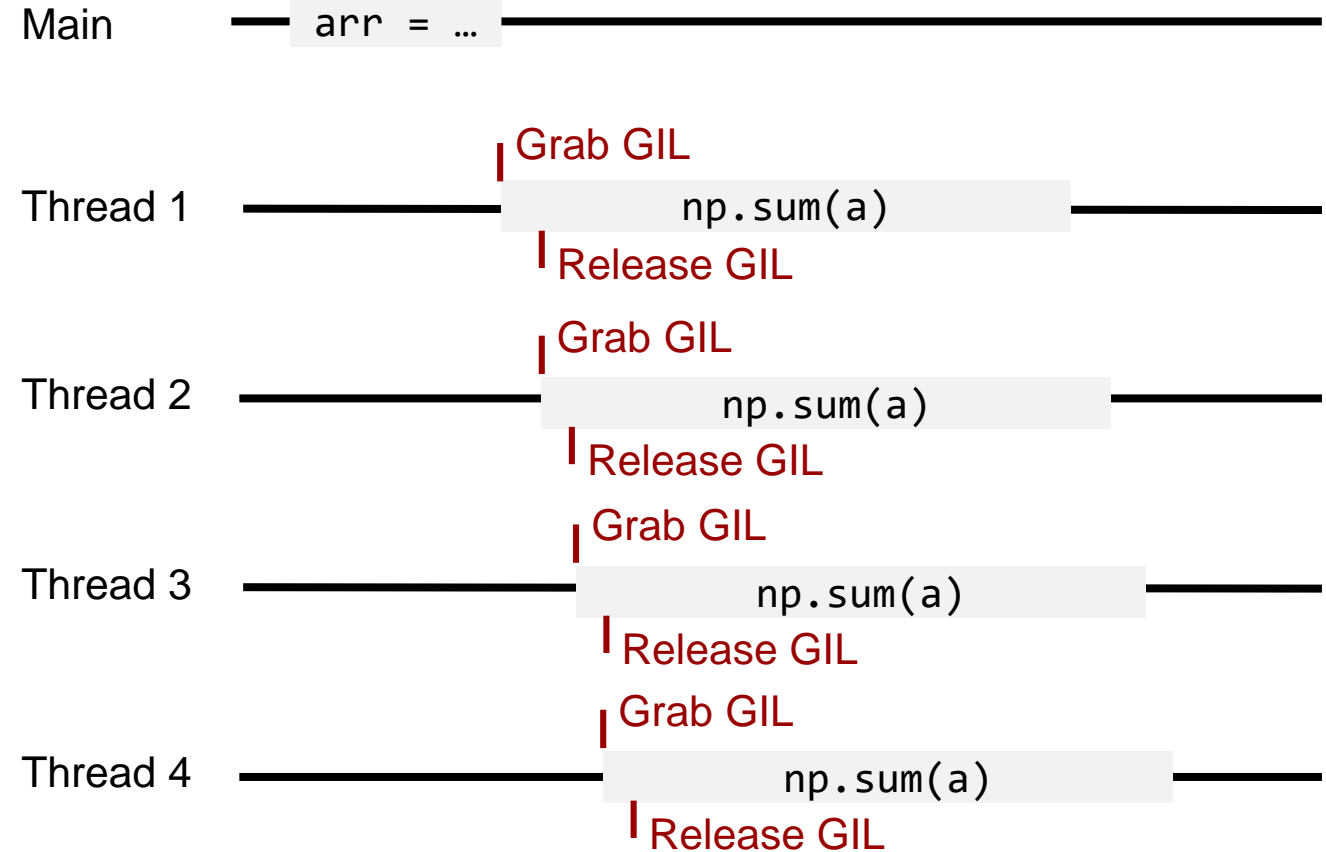 Main arr = …
Grab GIL
Thread 1 np.sum(a)
Release GIL
Grab GIL
Thread 2 np.sum(a)
Release GIL
Grab GIL
Thread 3 np.sum(a)
Release GIL
Grab GIL
Thread 4 np.sum(a)
Release GIL